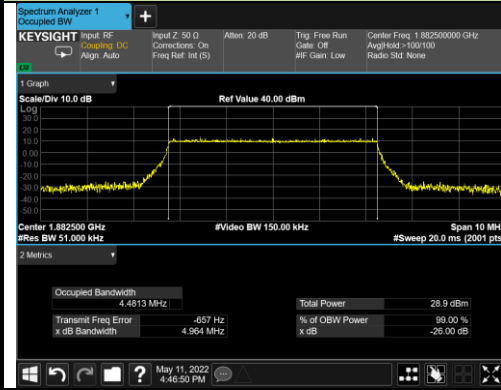 Spectrum Analyzer 1
Occupied BW
+
KEYSIGHT
Input: RF
Coupling: DC
Align: Auto
Input Z: 50 Ω
Corrections: On
Freq Ref: Int (S)
Atten: 20 dB
Trig: Free Run
Gate: Off
#IF Gain: Low
Center Freq: 1.882500000 GHz
Avg|Hold:>100/100
Radio Std: None
1 Graph
Scale/Div 10.0 dB
Ref Value 40.00 dBm
Log
30.0
20.0
10.0
0.00
-10.0
-20.0
-30.0
-40.0
-50.0
Center 1.882500 GHz
#Video BW 150.00 kHz
Span 10 MH
#Res BW 51.000 kHz
#Sweep 20.0 ms (2001 pts
2 Metrics
Occupied Bandwidth
4.4813 MHz
Total Power
28.9 dBm
Transmit Freq Error
-657 Hz
% of OBW Power
99.00 %
x dB Bandwidth
4.964 MHz
x dB
-26.00 dB
?
May 11, 2022
4:46:50 PM